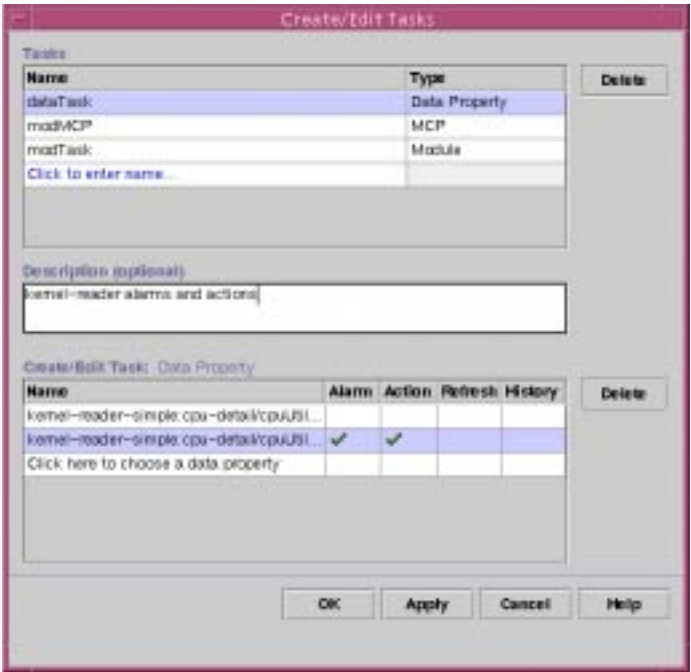 Create/Edit Tasks
Tasks
Name Type
Delete
dataTask Data Property
modMCP MCP
modTask Module
Click to enter name...
Description (optional)
kernel-reader alarms and actions
Create/Edit Task: Data Property
Name Alarm Action Refresh History
Delete
kernel-reader-simple:cpu-detail/cpuUtil...
kernel-reader-simple:cpu-detail/cpuUtil...
Click here to choose a data property
OK Apply Cancel Help